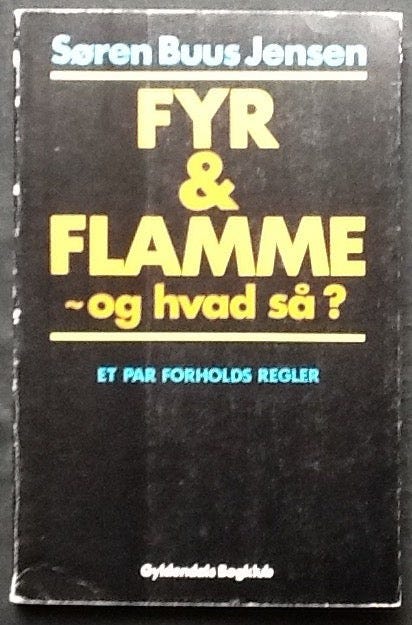 Søren Buus Jensen
FYR
&
FLAMME
~og hvad så?
ET PAR FORHOLDS REGLER
Gyldendals Bogklub